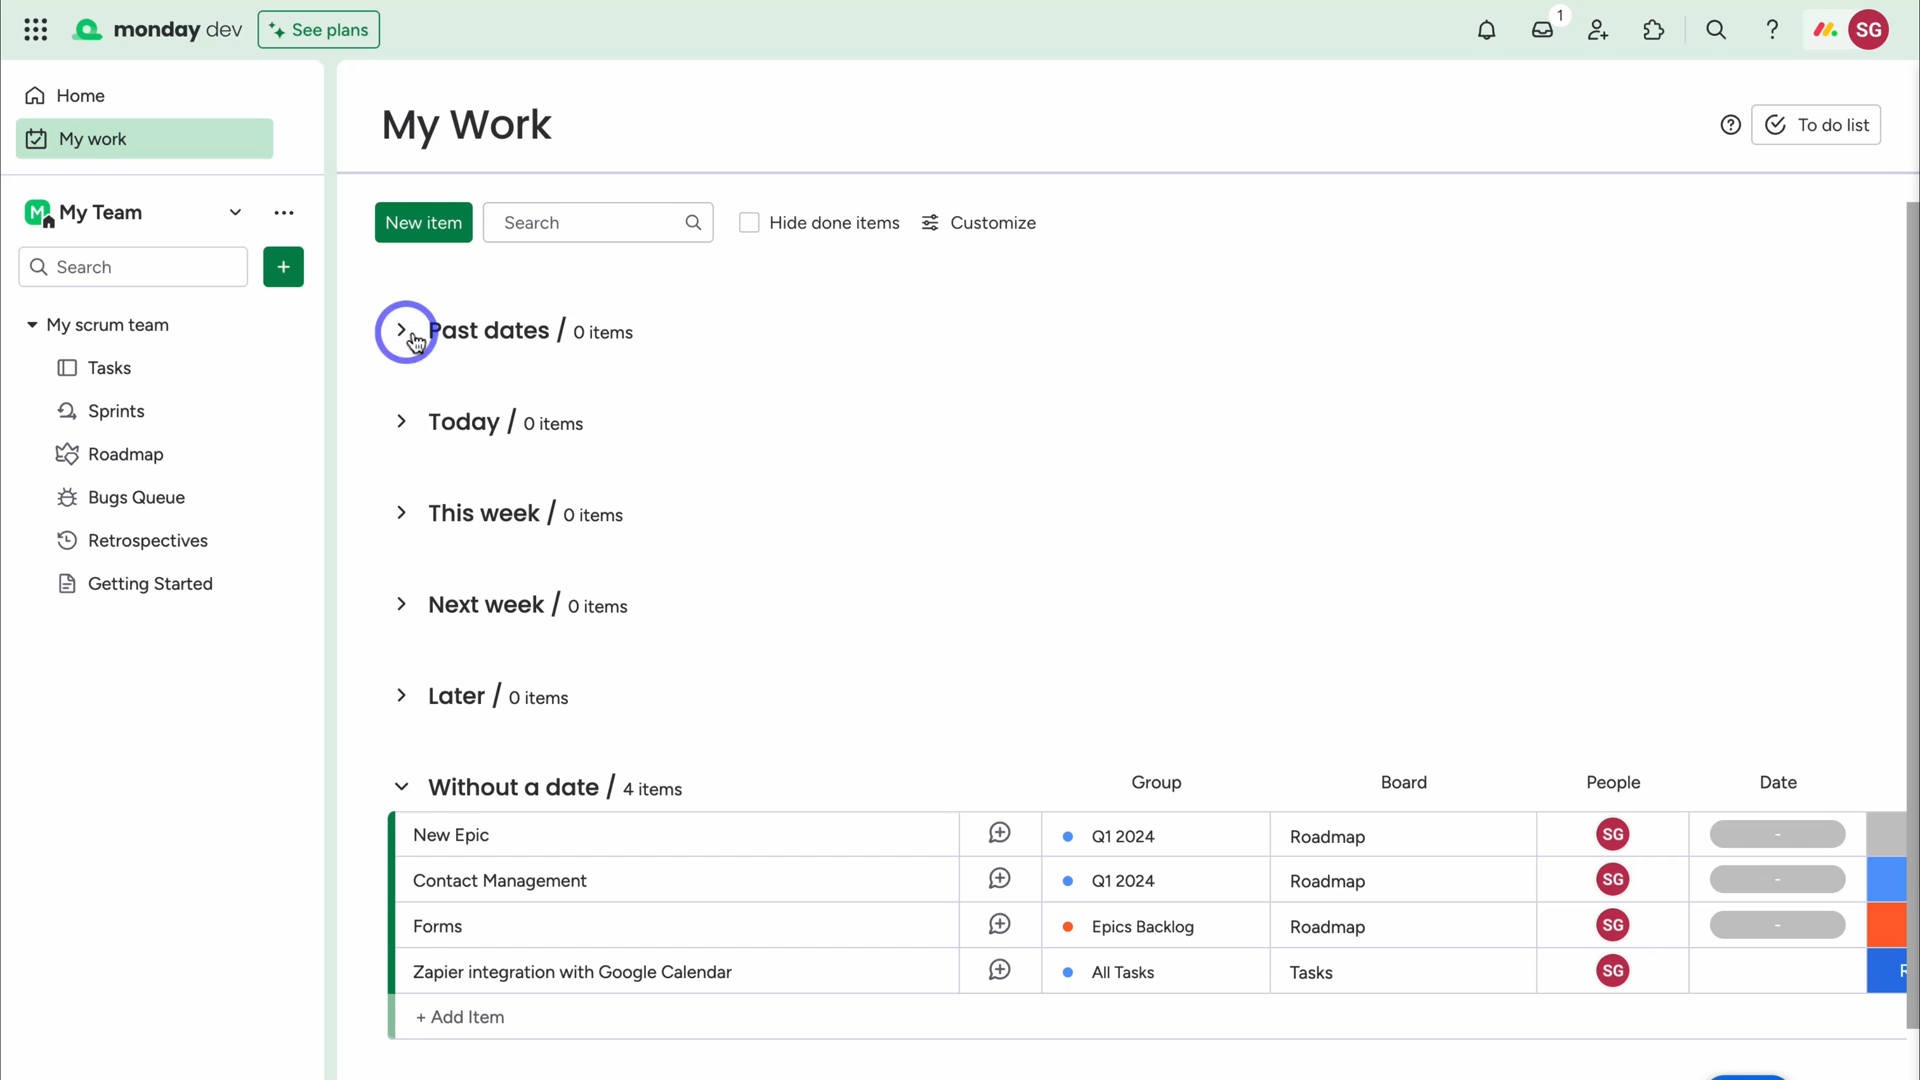 monday dev
See plans
1
SG
Home
My work
My Work
To do list
M
My Team
New item
Search
Hide done items
Customize
Search
+
My scrum team
Past dates / 0 items
Tasks
Today / 0 items
Sprints
Roadmap
Bugs Queue
This week / 0 items
Retrospectives
Getting Started
Next week / 0 items
Later / 0 items
Without a date / 4 items
Group
Board
People
Date
New Epic
Q1 2024
Roadmap
SG
-
Contact Management
Q1 2024
Roadmap
SG
-
Forms
Epics Backlog
Roadmap
SG
-
Zapier integration with Google Calendar
All Tasks
Tasks
SG
+ Add Item